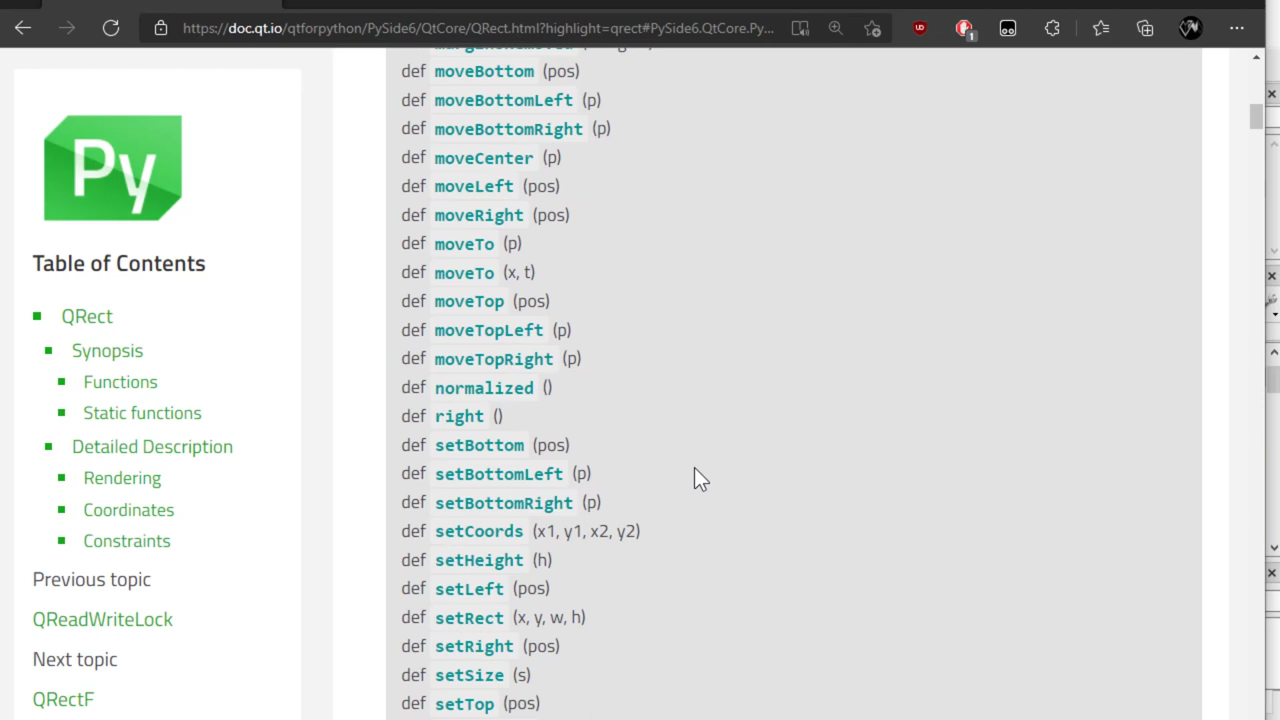 https://doc.qt.io/qtforpython/PySide6/QtCore/QRect.html?highlight=qrect#PySide6.QtCore.Py...
1
Py
Table of Contents
QRect
Synopsis
Functions
Static functions
Detailed Description
Rendering
Coordinates
Constraints
Previous topic
QReadWriteLock
Next topic
QRectF
def moveBottom (pos)
def moveBottomLeft (p)
def moveBottomRight (p)
def moveCenter (p)
def moveLeft (pos)
def moveRight (pos)
def moveTo (p)
def moveTo (x, t)
def moveTop (pos)
def moveTopLeft (p)
def moveTopRight (p)
def normalized ()
def right ()
def setBottom (pos)
def setBottomLeft (p)
def setBottomRight (p)
def setCoords (x1, y1, x2, y2)
def setHeight (h)
def setLeft (pos)
def setRect (x, y, w, h)
def setRight (pos)
def setSize (s)
def setTop (pos)